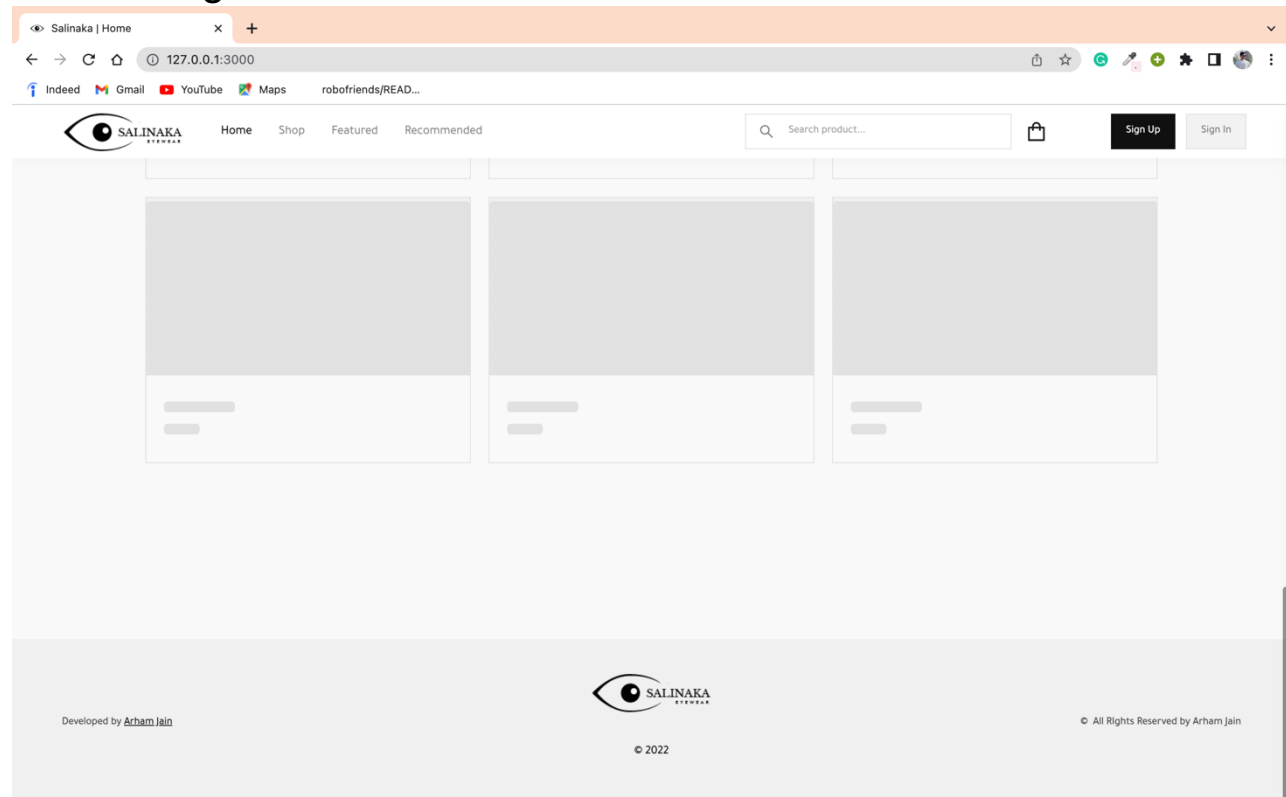 Salinaka | Home
127.0.0.1:3000
Indeed Gmail YouTube Maps robofriends/READ...
SALINAKA
EYEWEAR
Home Shop Featured Recommended
Search product...
Sign Up Sign In
SALINAKA
EYEWEAR
Developed by Arham Jain
© All RIghts Reserved by Arham Jain
© 2022